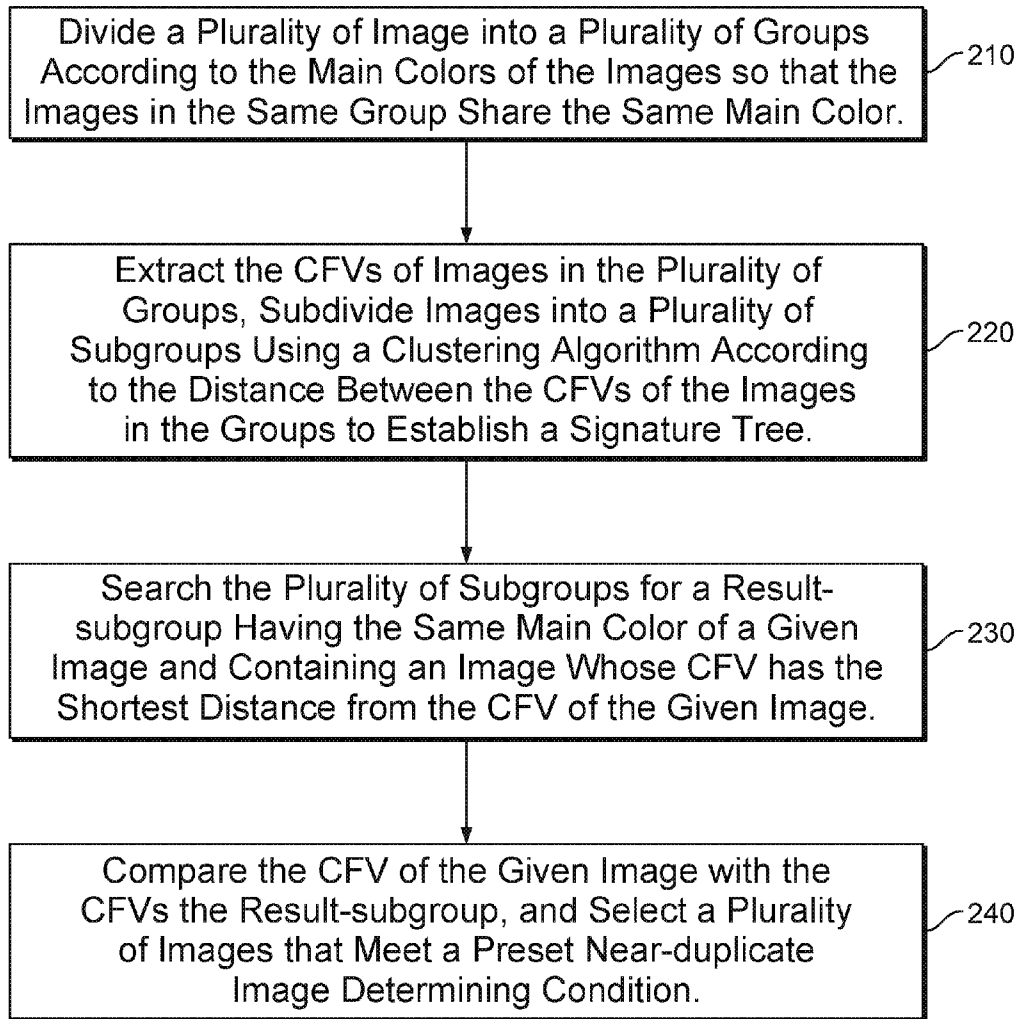 Divide a Plurality of Image into a Plurality of Groups
According to the Main Colors of the Images so that the
Images in the Same Group Share the Same Main Color.
210
Extract the CFVs of Images in the Plurality of
Groups, Subdivide Images into a Plurality of
Subgroups Using a Clustering Algorithm According
to the Distance Between the CFVs of the Images
in the Groups to Establish a Signature Tree.
220
Search the Plurality of Subgroups for a Result-
subgroup Having the Same Main Color of a Given
Image and Containing an Image Whose CFV has the
Shortest Distance from the CFV of the Given Image.
230
Compare the CFV of the Given Image with the
CFVs the Result-subgroup, and Select a Plurality
of Images that Meet a Preset Near-duplicate
Image Determining Condition.
240